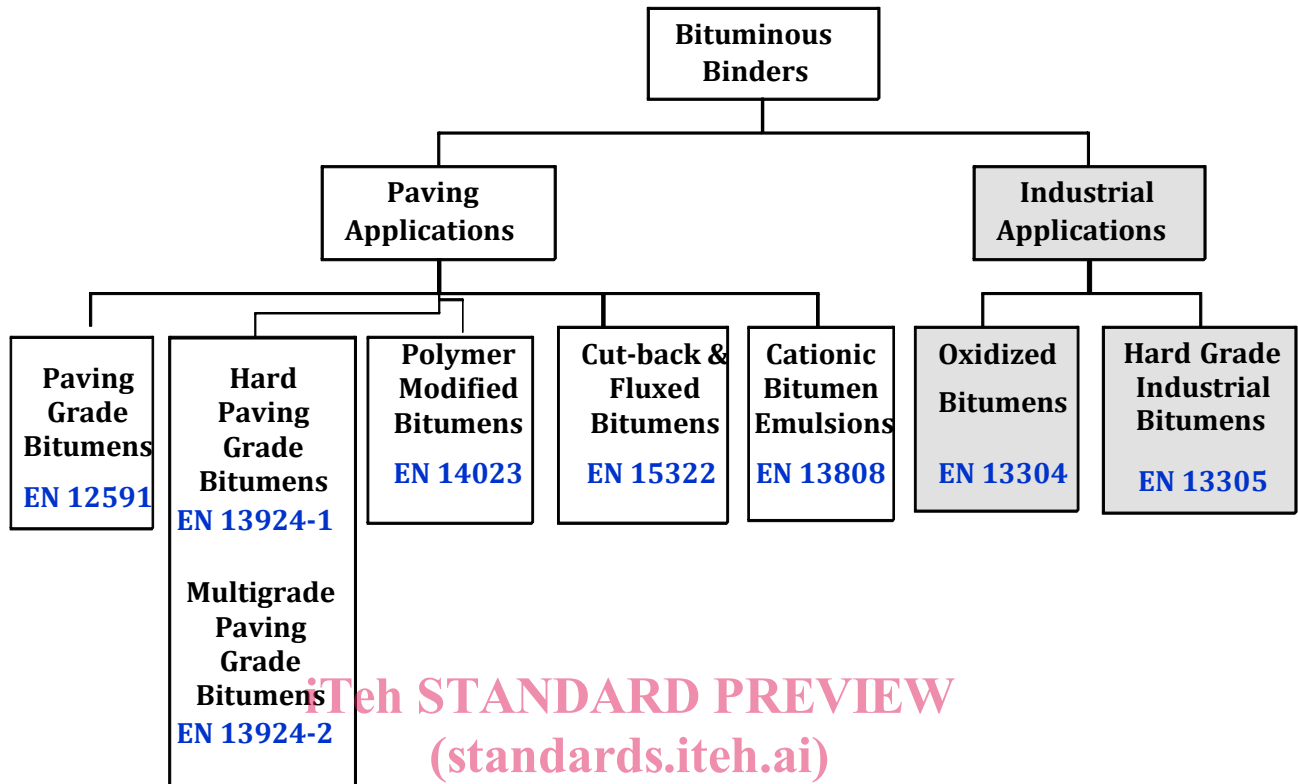 Bituminous
Binders
Paving
Applications
Industrial
Applications
Paving
Grade
Bitumens
EN 12591
Hard
Paving
Grade
Bitumens
EN 13924-1
Multigrade
Paving
Grade
Bitumens
EN 13924-2
Polymer
Modified
Bitumens
EN 14023
Cut-back &
Fluxed
Bitumens
EN 15322
Cationic
Bitumen
Emulsions
EN 13808
Oxidized
Bitumens
EN 13304
Hard Grade
Industrial
Bitumens
EN 13305
iTeh STANDARD PREVIEW
(standards.iteh.ai)